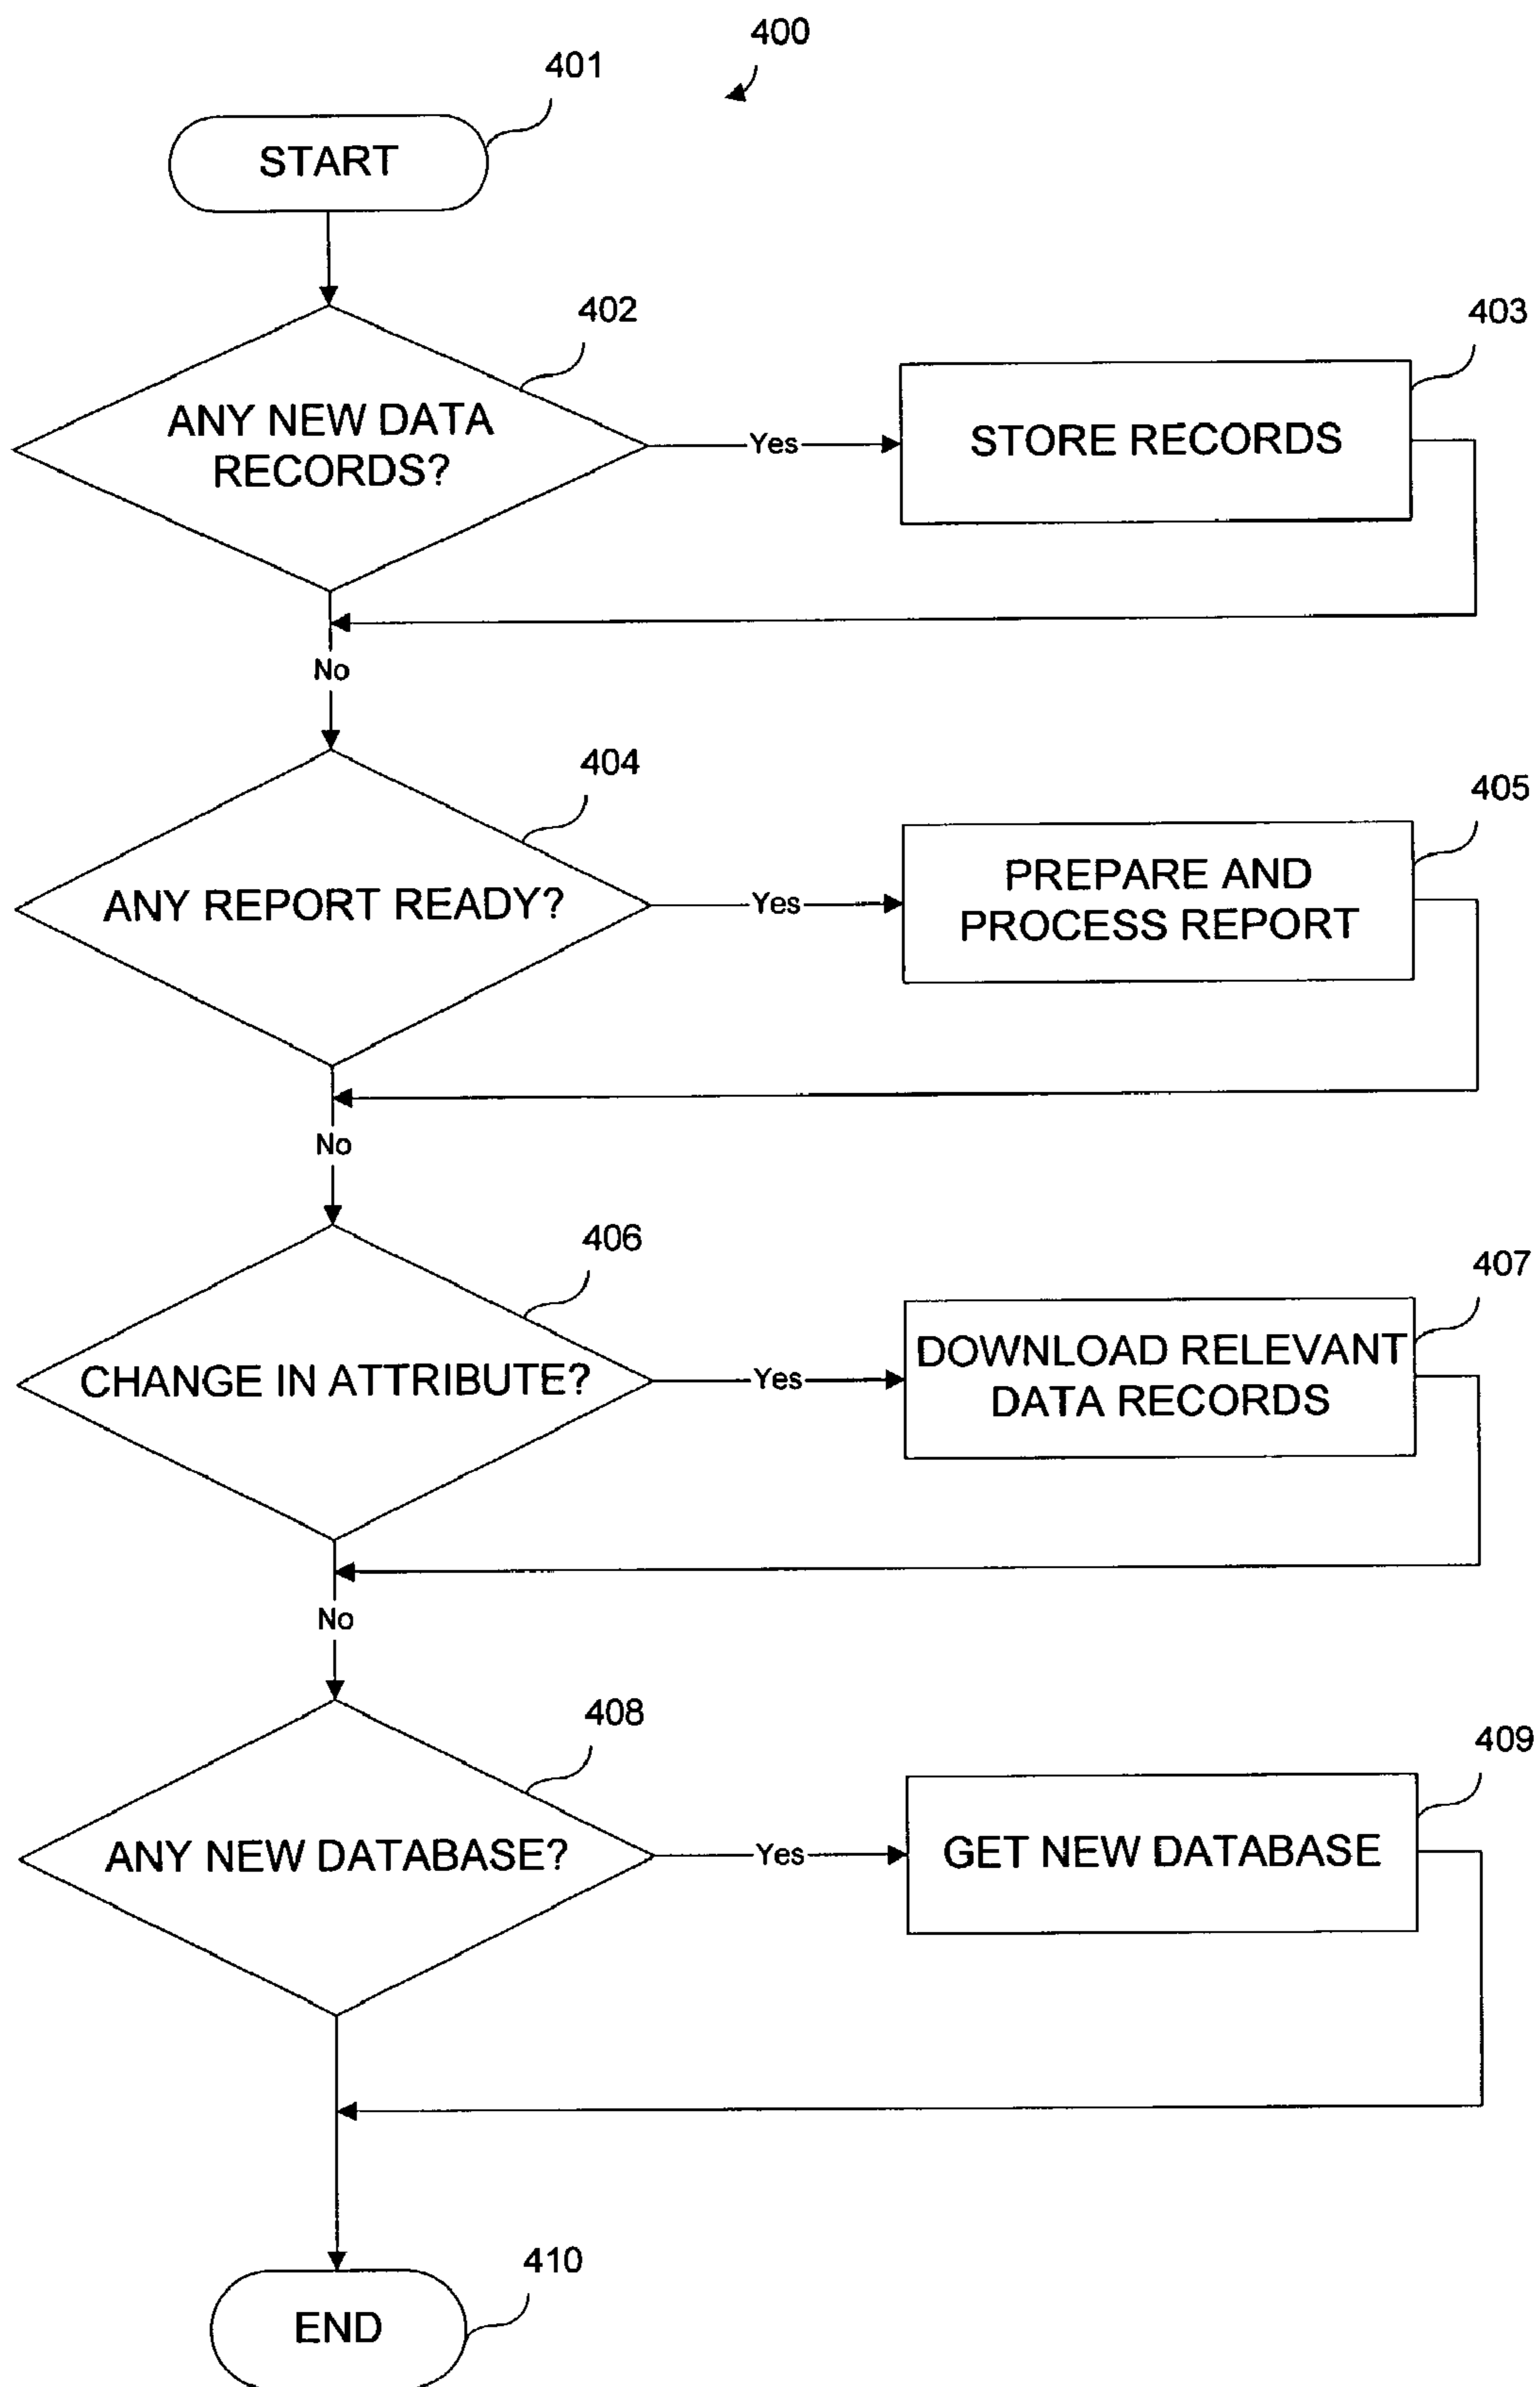 400
401
START
402
403
ANY NEW DATA
RECORDS?
Yes
STORE RECORDS
No
404
405
ANY REPORT READY?
Yes
PREPARE AND
PROCESS REPORT
No
406
407
CHANGE IN ATTRIBUTE?
Yes
DOWNLOAD RELEVANT
DATA RECORDS
No
408
409
ANY NEW DATABASE?
Yes
GET NEW DATABASE
410
END